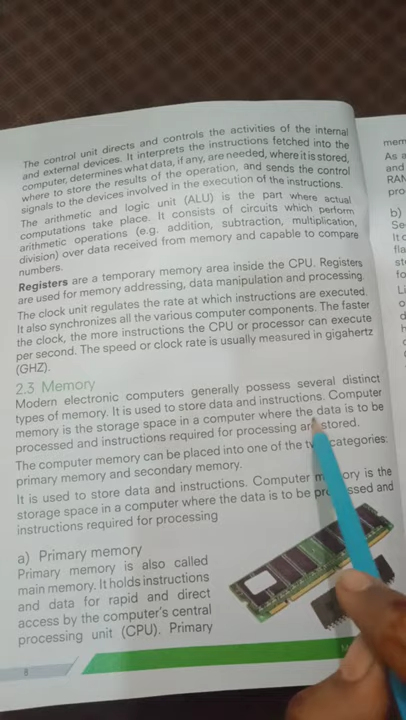 The control unit directs and controls the activities of the internal
and external devices. It interprets the instructions fetched into the
computer, determines what data, if any, are needed, where it is stored,
where to store the results of the operation, and sends the control
signals to the devices involved in the execution of the instructions.
The arithmetic and logic unit (ALU) is the part where actual
computations take place. It consists of circuits which perform
arithmetic operations (e.g. addition, subtraction, multiplication,
division) over data received from memory and capable to compare
numbers.
Registers are a temporary memory area inside the CPU. Registers
are used for memory addressing, data manipulation and processing
The clock unit regulates the rate at which instructions are executed.
It also synchronizes all the various computer components. The faster
the clock, the more instructions the CPU or processor can execute
per second. The speed or clock rate is usually measured in gigahertz
(GHZ).
2.3 Memory
Modern electronic computers generally possess several distinct
types of memory. It is used to store data and instructions. Computer
memory is the storage space in a computer where the data is to be
processed and instructions required for processing are stored.
The computer memory can be placed into one of the two categories:
primary memory and secondary memory.
It is used to store data and instructions. Computer is the
storage space in a computer where the data is to be and
instructions required for processing
a) Primary memory
Primary memory is also called
main memory. It holds instructions
and data for rapid and direct
access by the computer's central
processing unit (CPU). Primary
8
mem
As a
and
RAM
pro
b)
Se